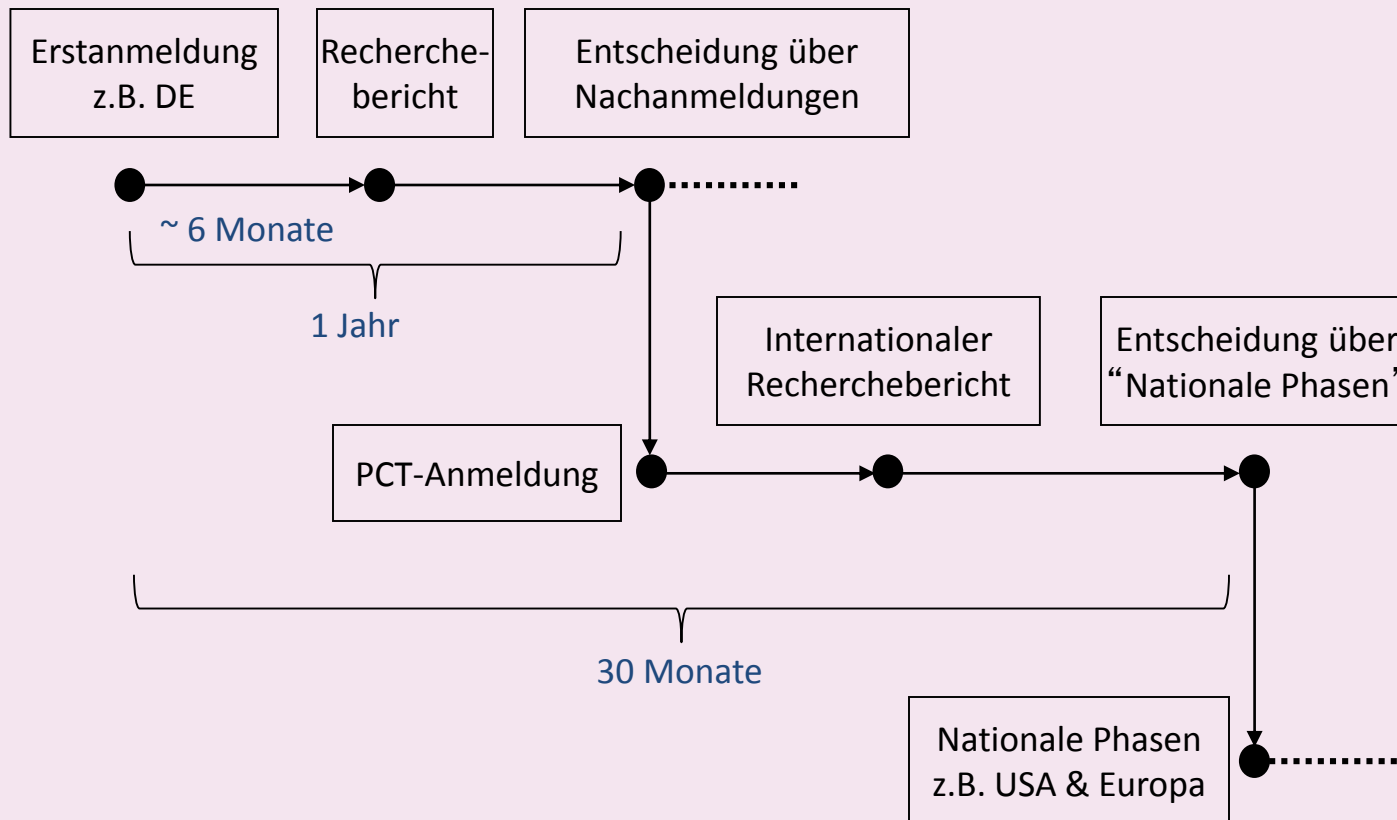 Erstanmeldung
z.B. DE
Recherche-
bericht
Entscheidung über
Nachanmeldungen
~ 6 Monate
1 Jahr
Internationaler
Recherchebericht
Entscheidung über
“Nationale Phasen”
PCT-Anmeldung
30 Monate
Nationale Phasen
z.B. USA & Europa